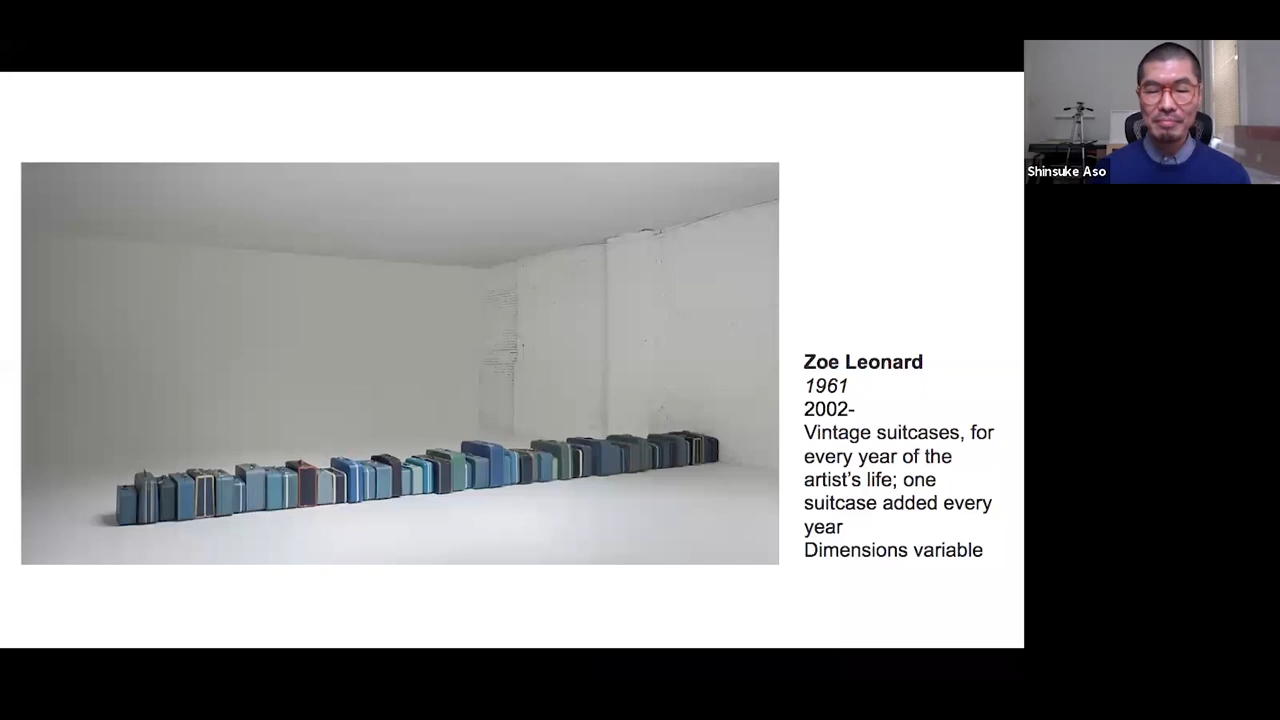 Shinsuke Aso
Zoe Leonard
1961
2002-
Vintage suitcases, for
every year of the
artist's life; one
suitcase added every
year
Dimensions variable